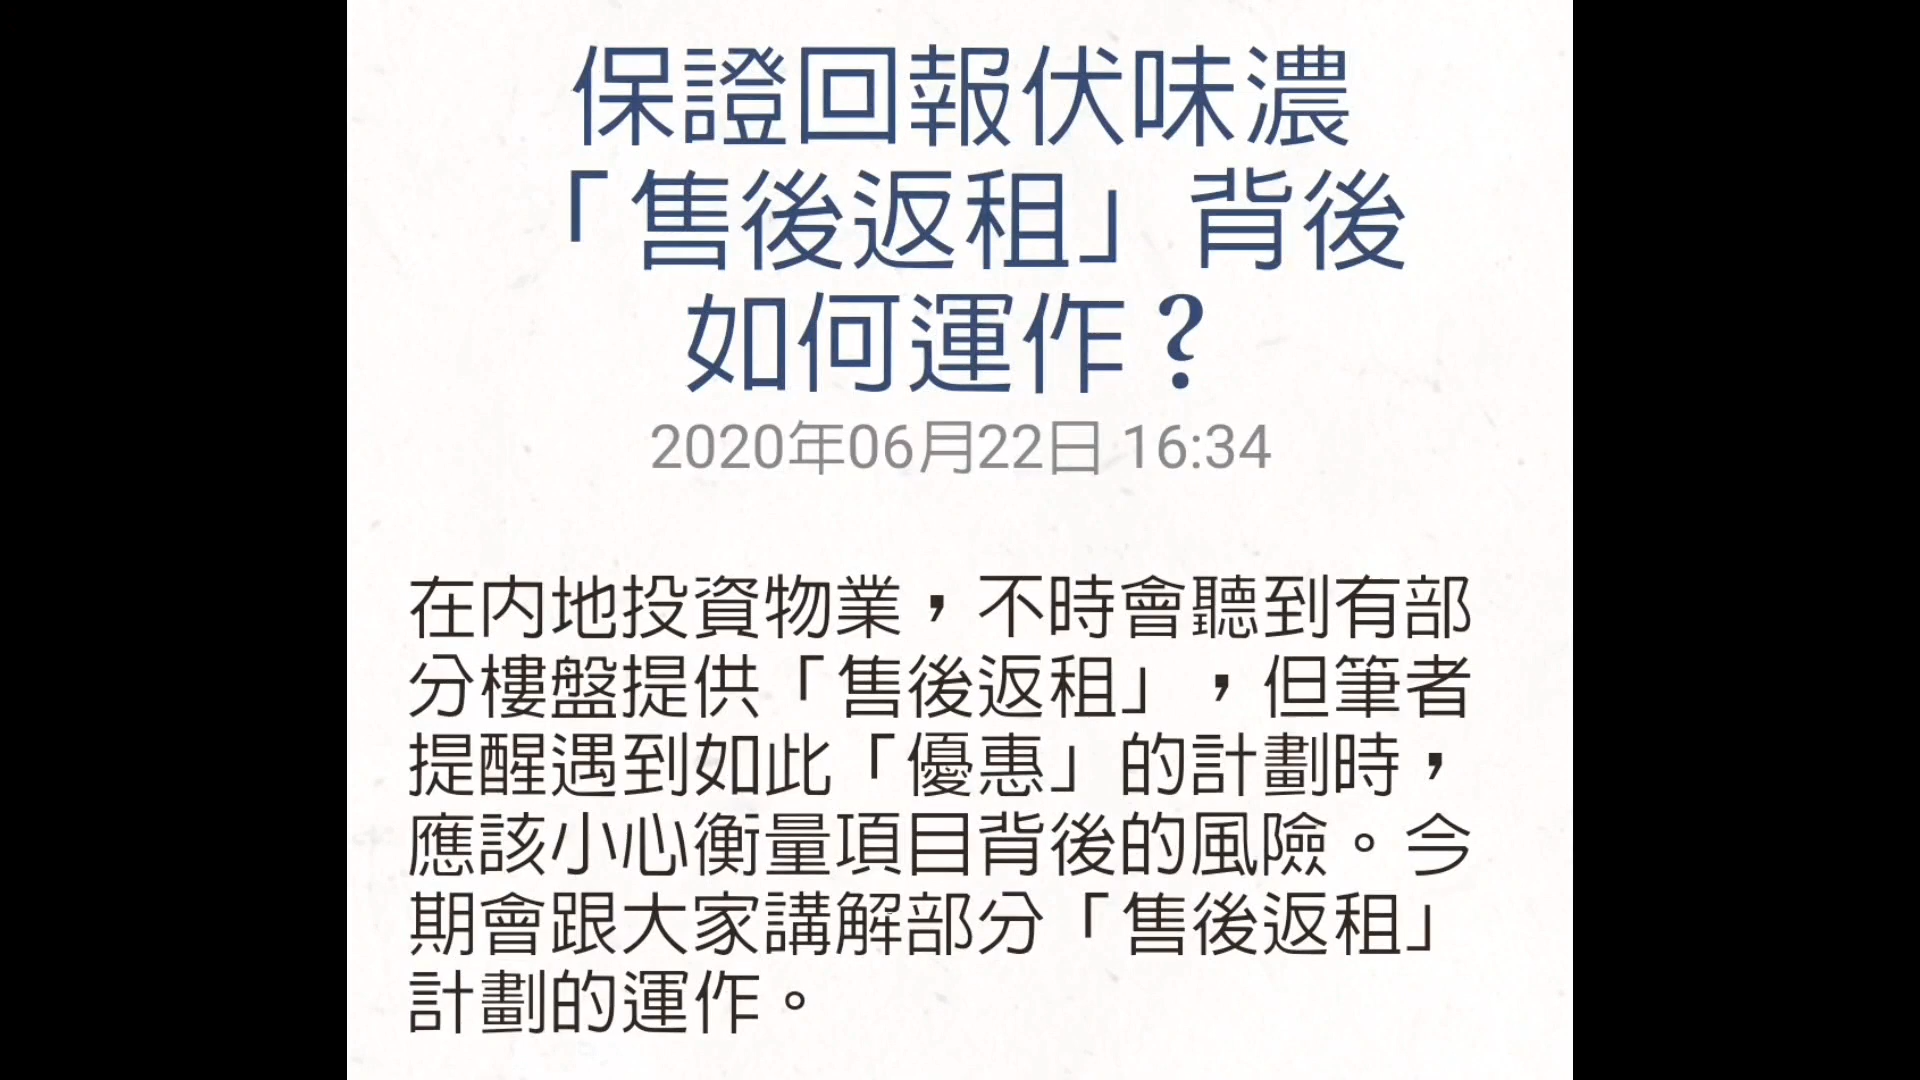 保證回報伏味濃
「售後返租」背後
如何運作？
2020年06月22日 16:34
在內地投資物業，不時會聽到有部
分樓盤提供「售後返租」，但筆者
提醒遇到如此「優惠」的計劃時，
應該小心衡量項目背後的風險。今
期會跟大家講解部分「售後返租」
計劃的運作。